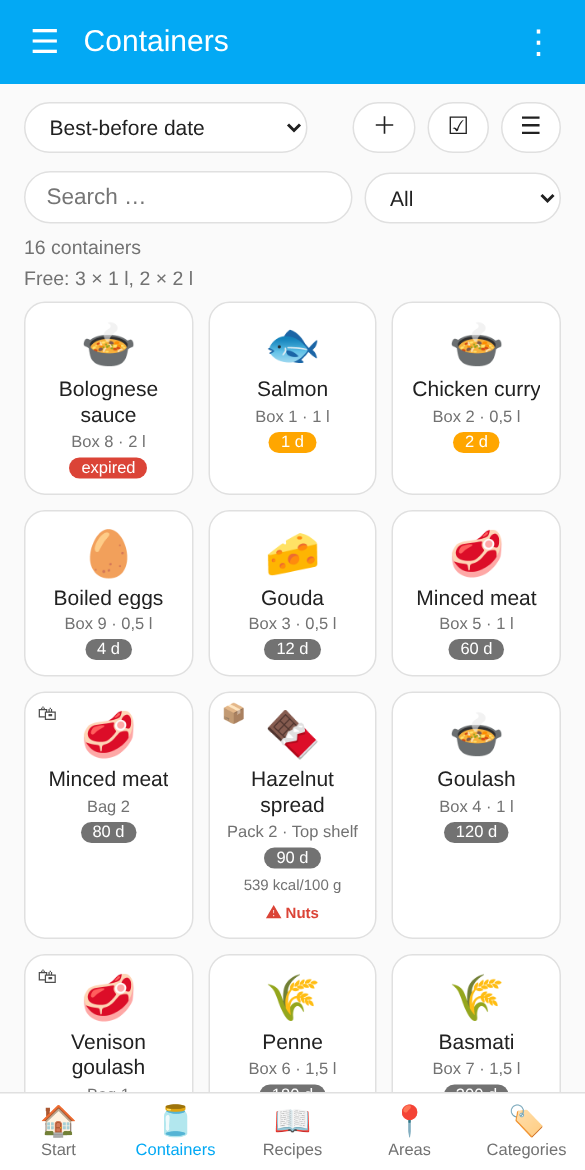 Containers
Best-before date
Search …
All
16 containers
Free: 3 × 1 l, 2 × 2 l
Bolognese
sauce
Box 8 · 2 l
expired
Salmon
Box 1 · 1 l
1 d
Chicken curry
Box 2 · 0,5 l
2 d
Boiled eggs
Box 9 · 0,5 l
4 d
Gouda
Box 3 · 0,5 l
12 d
Minced meat
Box 5 · 1 l
60 d
Minced meat
Bag 2
80 d
Hazelnut
spread
Pack 2 · Top shelf
90 d
539 kcal/100 g
Nuts
Goulash
Box 4 · 1 l
120 d
Venison
goulash
Penne
Box 6 · 1,5 l
Basmati
Box 7 · 1,5 l
Start
Containers
Recipes
Areas
Categories